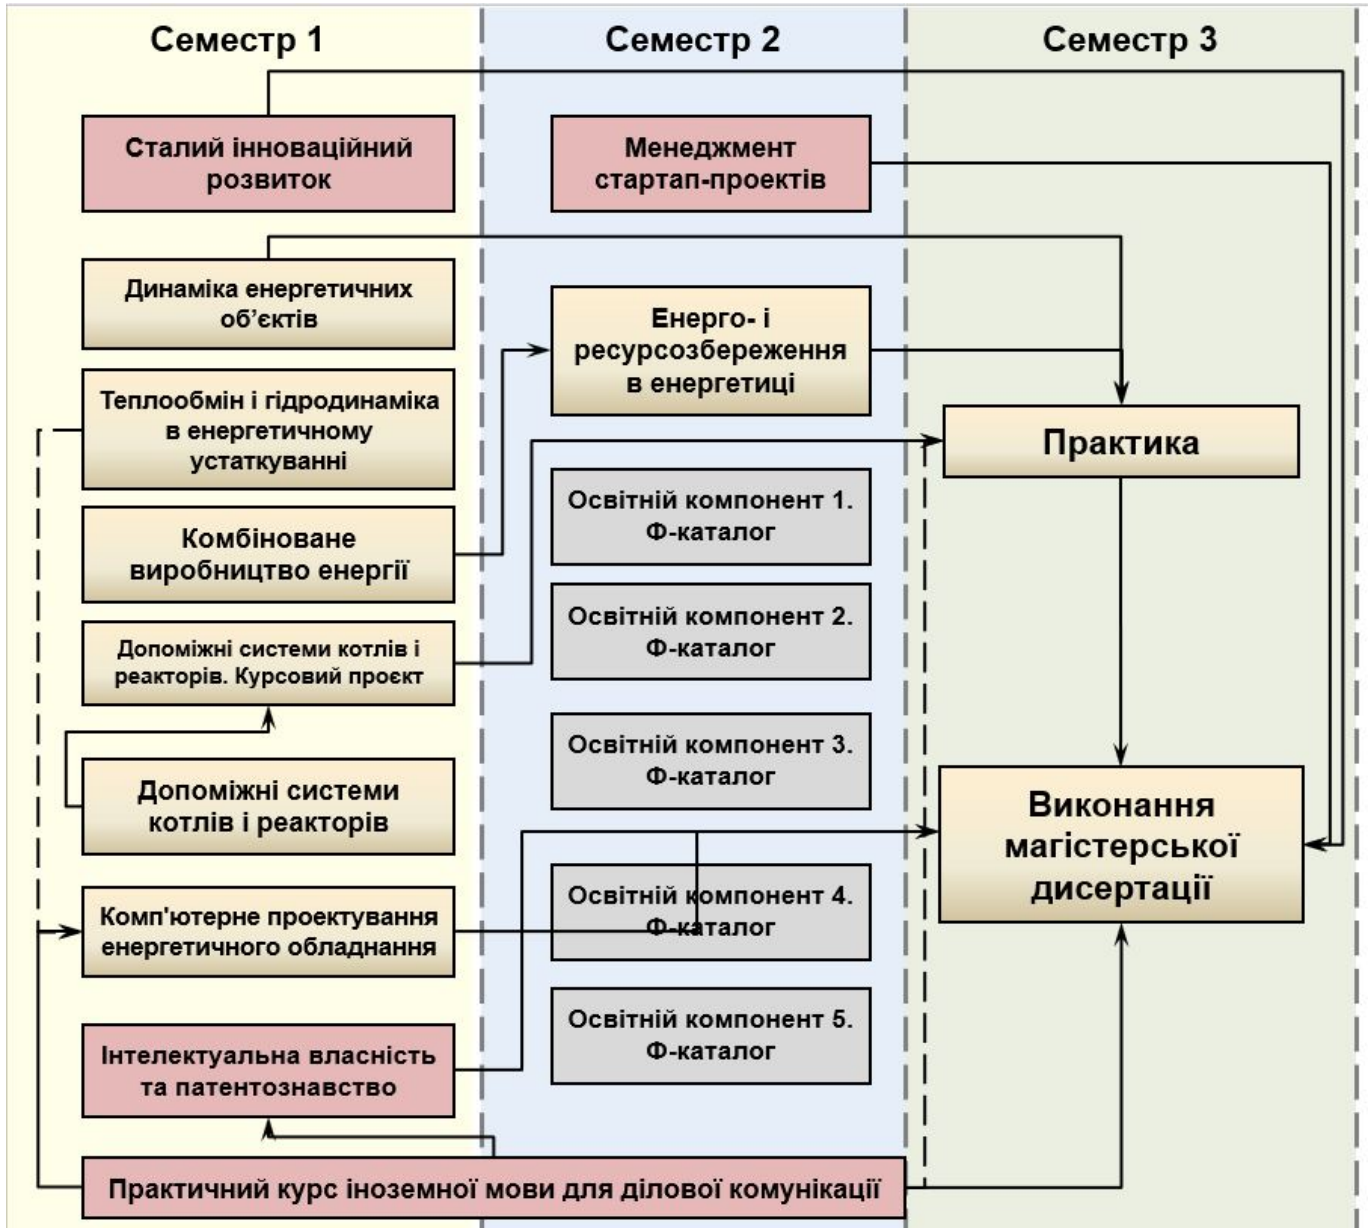 Семестр 1
Семестр 2
Семестр 3
Сталий інноваційний
розвиток
Менеджмент
стартап-проектів
Динаміка енергетичних
об’єктів
Енерго- і
ресурсозбереження
в енергетиці
Теплообмін і гідродинаміка
в енергетичному
устаткуванні
Практика
Комбіноване
виробництво енергії
Освітній компонент 1.
Ф-каталог
Освітній компонент 2.
Ф-каталог
Допоміжні системи котлів і
реакторів. Курсовий проєкт
Освітній компонент 3.
Ф-каталог
Допоміжні системи
котлів і реакторів
Виконання
магістерської
дисертації
Освітній компонент 4.
Ф-каталог
Комп'ютерне проектування
енергетичного обладнання
Освітній компонент 5.
Ф-каталог
Інтелектуальна власність
та патентознавство
Практичний курс іноземної мови для ділової комунікації